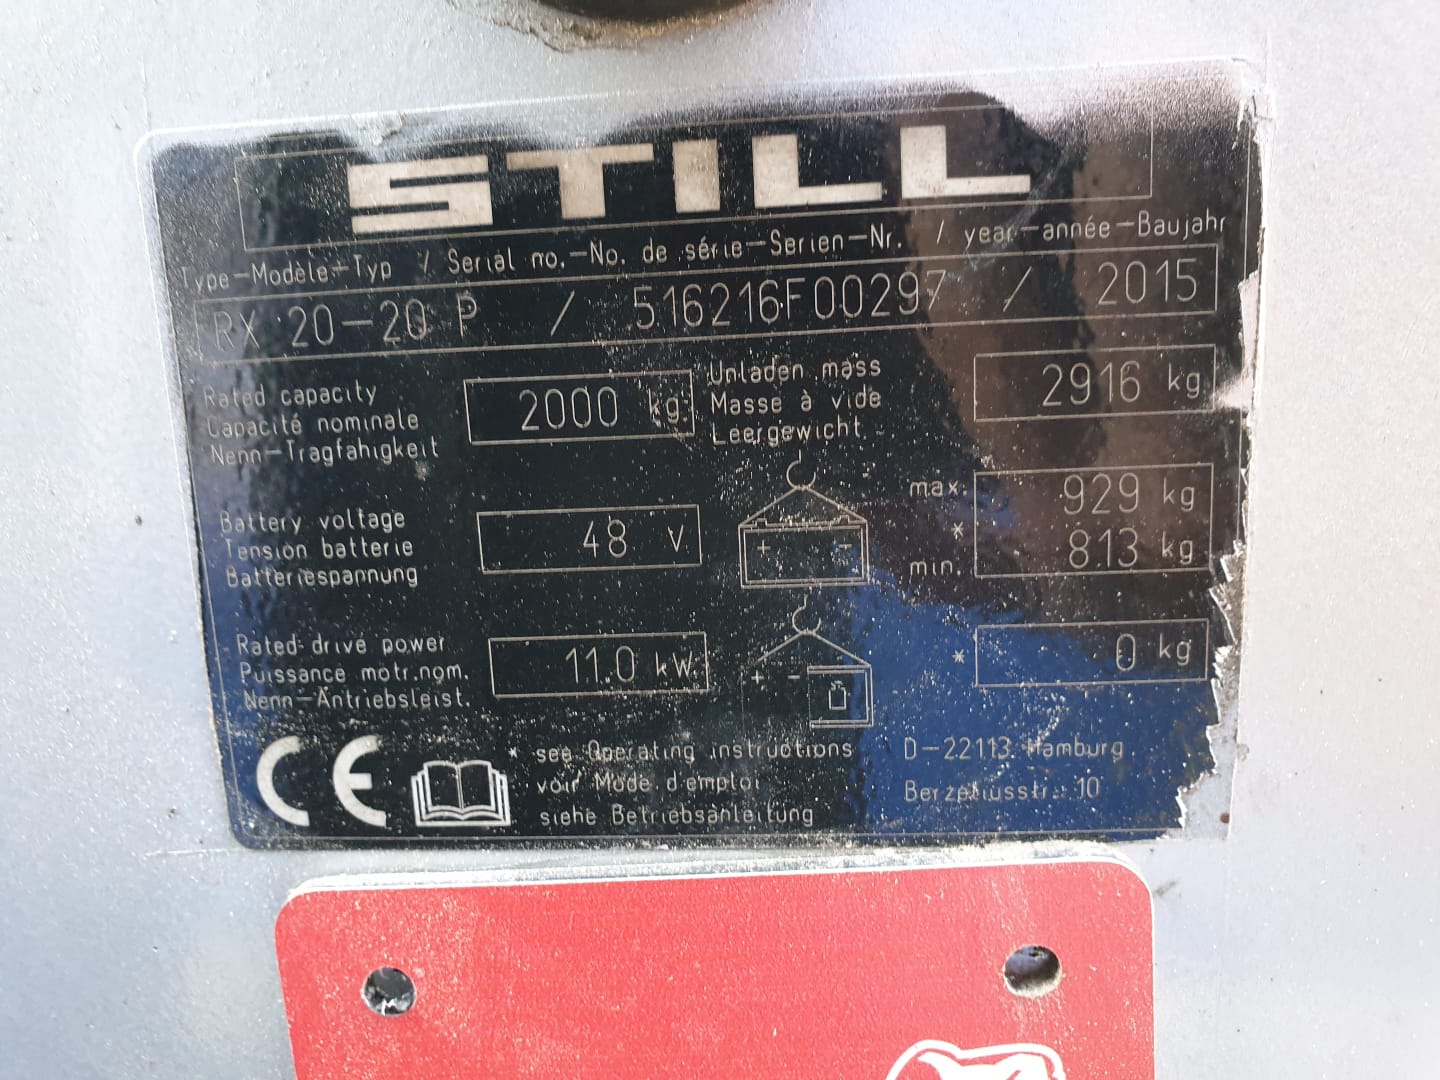 STILL
Type-Modèle-Typ / Serial no.-No. de série-Serien-Nr. / year-année-Baujahr
RX 20-20 P / 516216F00297 / 2015
Rated capacity
Capacité nominale
Nenn-Tragfähigkeit
2000 kg
Unladen mass
Masse à vide
Leergewicht
2916 kg
Battery voltage
Tension batterie
Batteriespannung
48 V
+ -
max. 929 kg
*
min. 813 kg
Rated drive power
Puissance motr.nom.
Nenn-Antriebsleist.
11.0 kW
+ -
* 0 kg
CE
* see Operating instructions
voir Mode d'emploi
siehe Betriebsanleitung
D-22113 Hamburg
Berzeliusstr. 10